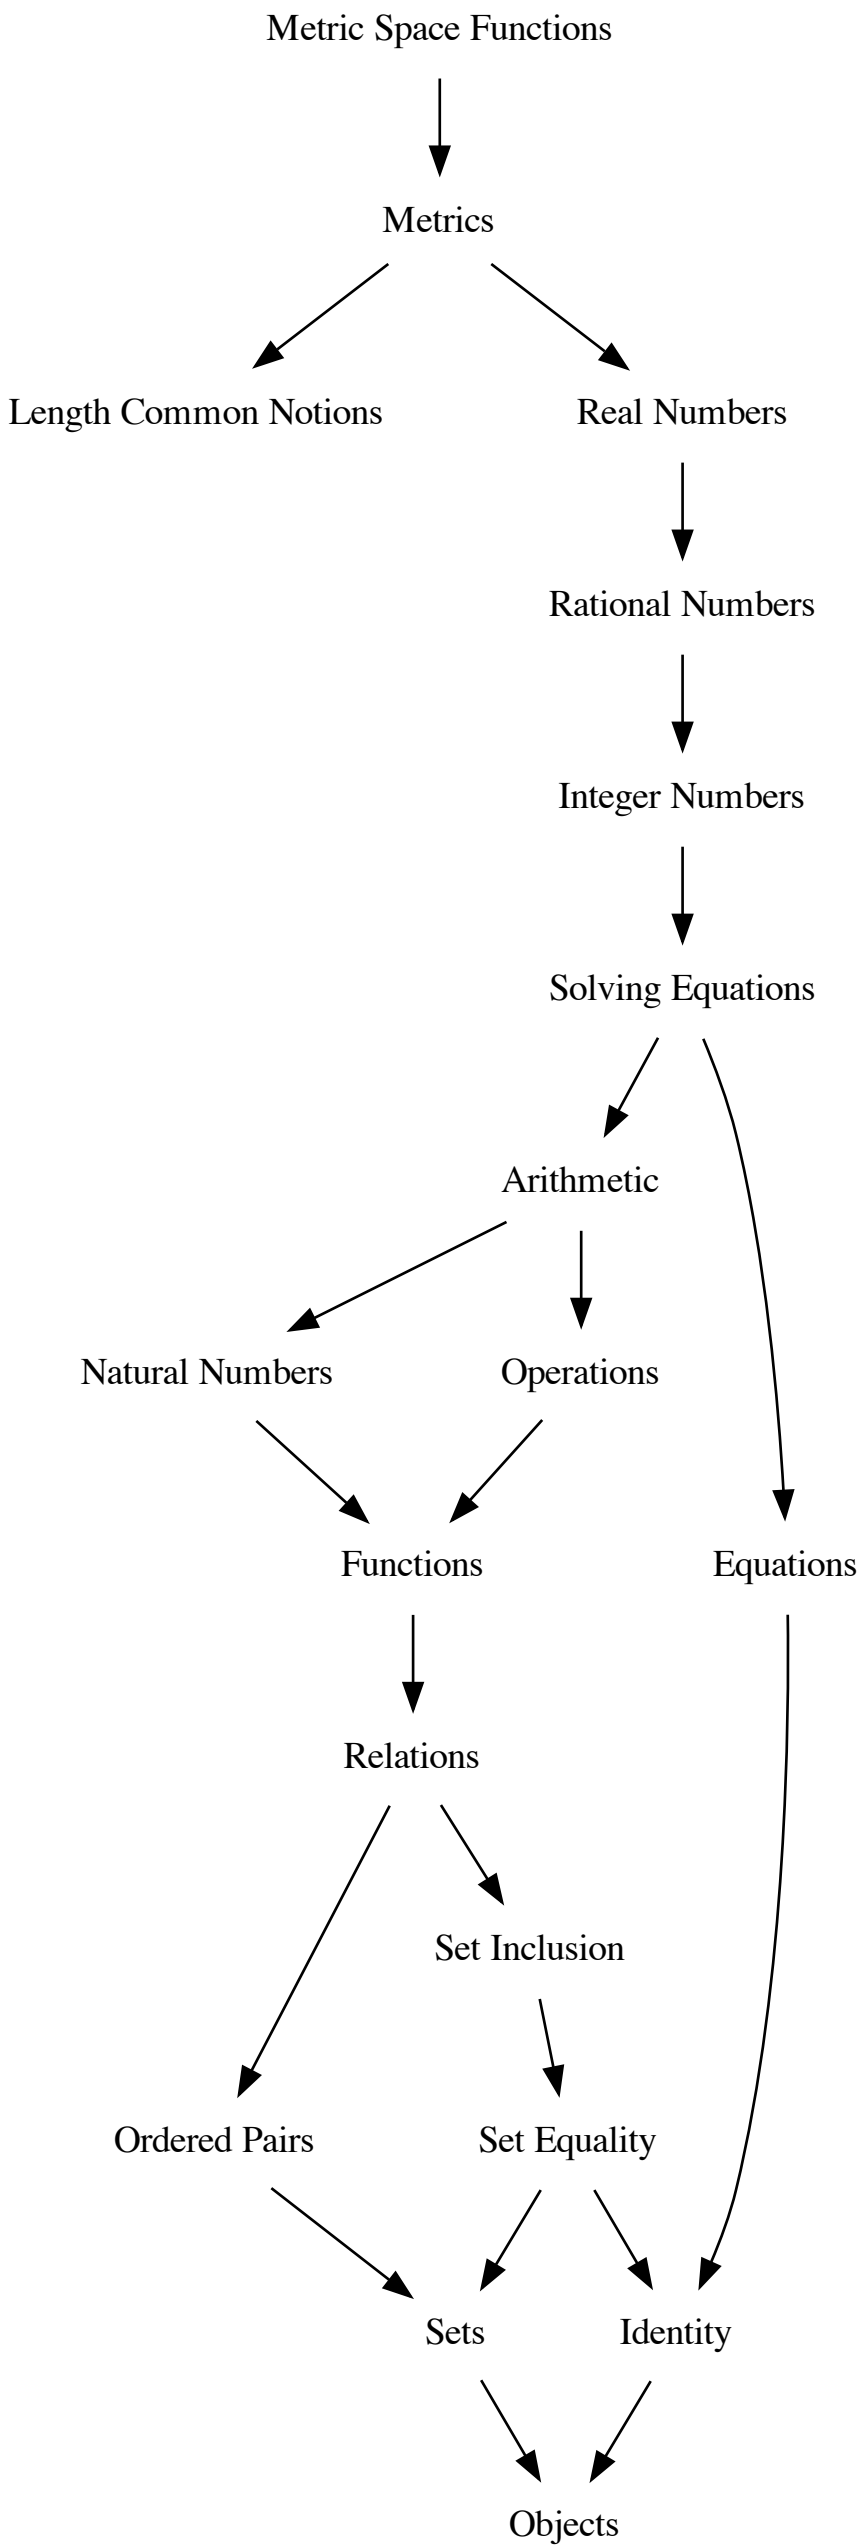 Metric Space Functions
Metrics
Length Common Notions
Real Numbers
Rational Numbers
Integer Numbers
Solving Equations
Arithmetic
Natural Numbers
Operations
Functions
Equations
Relations
Set Inclusion
Ordered Pairs
Set Equality
Sets
Identity
Objects